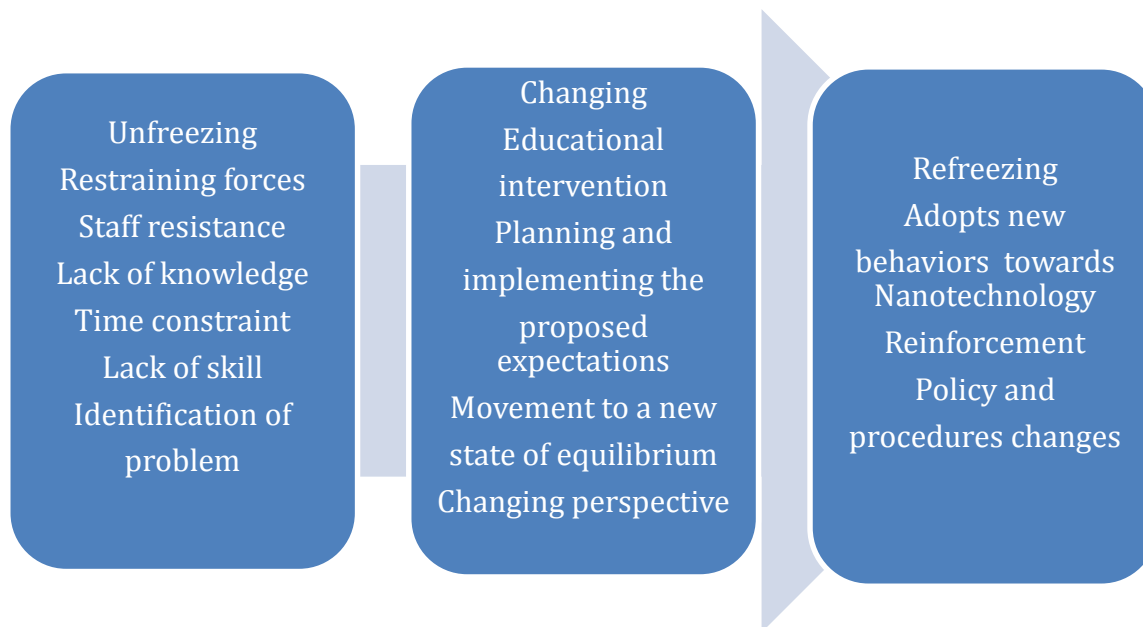 Unfreezing
Restraining forces
Staff resistance
Lack of knowledge
Time constraint
Lack of skill
Identification of
problem
Changing
Educational
intervention
Planning and
implementing the
proposed
expectations
Movement to a new
state of equilibrium
Changing perspective
Refreezing
Adopts new
behaviors towards
Nanotechnology
Reinforcement
Policy and
procedures changes